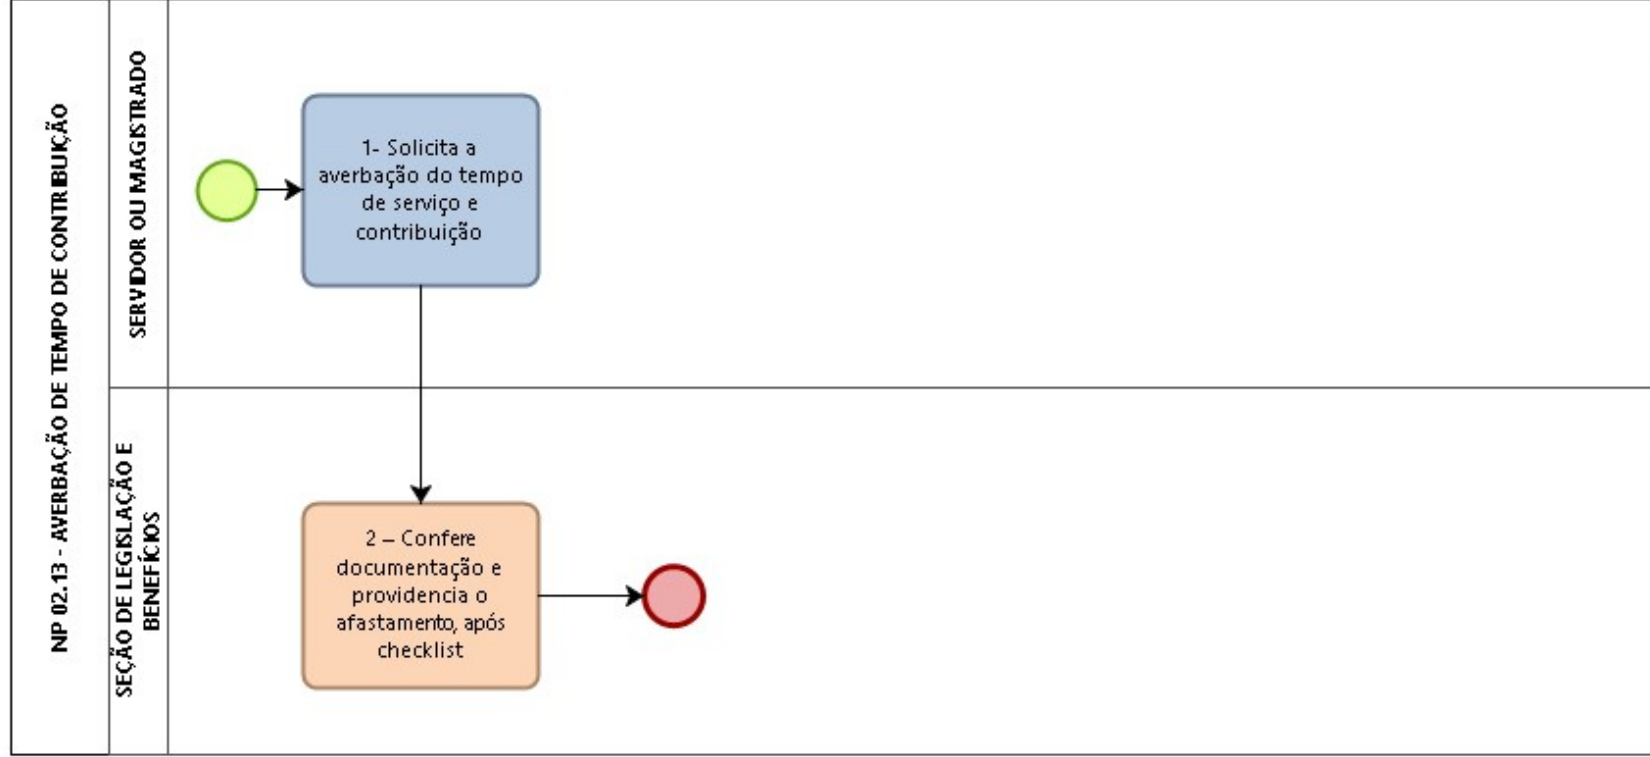 NP 02.13 - AVERBAÇÃO DE TEMPO DE CONTRIBUIÇÃO
SERVIDOR OU MAGISTRADO
1- Solicita a
averbação do tempo
de serviço e
contribuição
SEÇÃO DE LEGISLAÇÃO E
BENEFÍCIOS
2 – Confere
documentação e
providencia o
afastamento, após
checklist